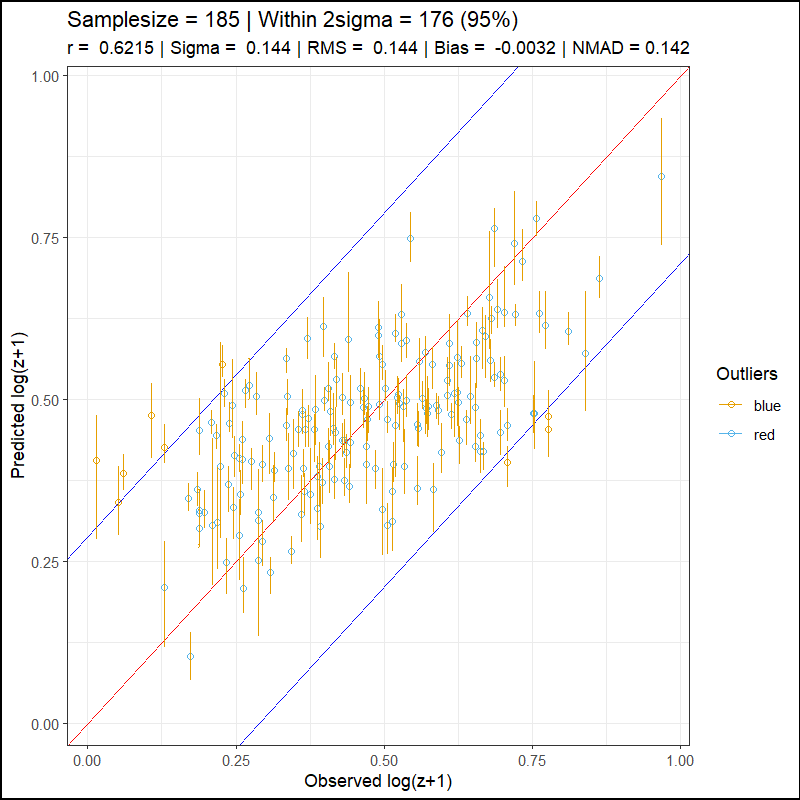 Samplesize = 185 | Within 2sigma = 176 (95%)
r = 0.6215 | Sigma = 0.144 | RMS = 0.144 | Bias = -0.0032 | NMAD = 0.142
1.00
0.75
0.50
0.25
0.00
Predicted log(z+1)
0.00 0.25 0.50 0.75 1.00
Observed log(z+1)
Outliers
blue
red